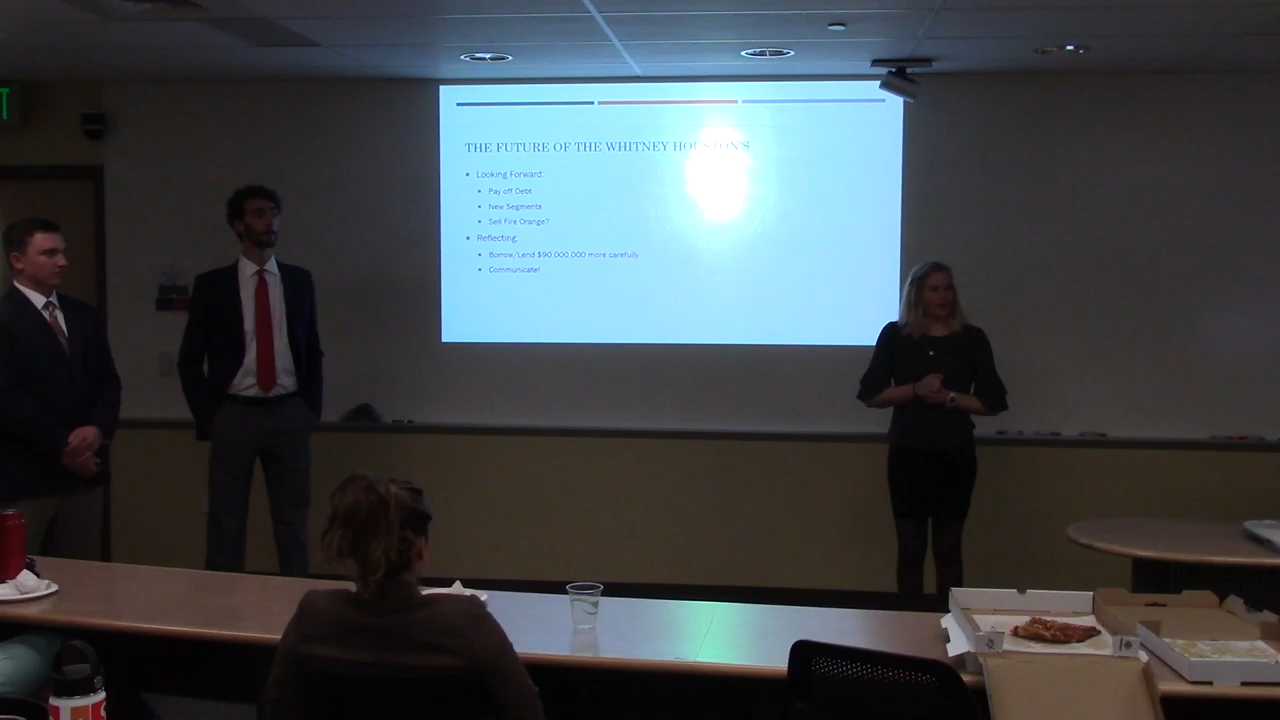 THE FUTURE OF THE WHITNEY HOUSTON'S
Looking Forward:
Pay off Debt
New Segments
Sell Fire Orange?
Reflecting:
Borrow/Lend $90,000,000 more carefully
Communicate!